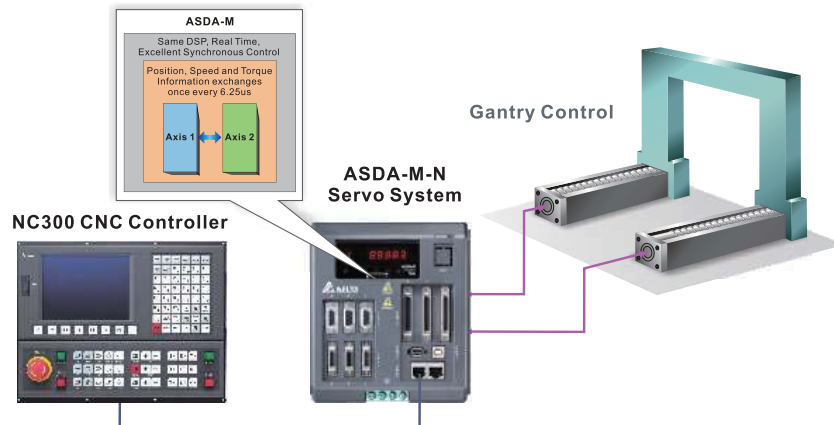 ASDA-M
Same DSP, Real Time,
Excellent Synchronous Control
Position, Speed and Torque
Information exchanges
once every 6.25us
Axis 1
Axis 2
Gantry Control
ASDA-M-N
Servo System
NC300 CNC Controller